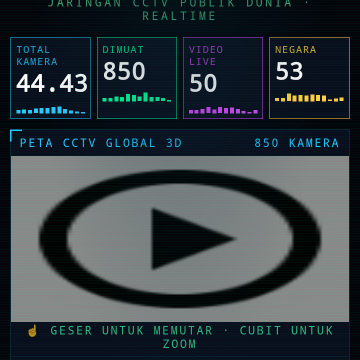 JARINGAN CCTV PUBLIK DUNIA ·
REALTIME
TOTAL KAMERA
44.43
DIMUAT
850
VIDEO LIVE
50
NEGARA
53
PETA CCTV GLOBAL 3D
850 KAMERA
☝ GESER UNTUK MEMUTAR · CUBIT UNTUK
ZOOM